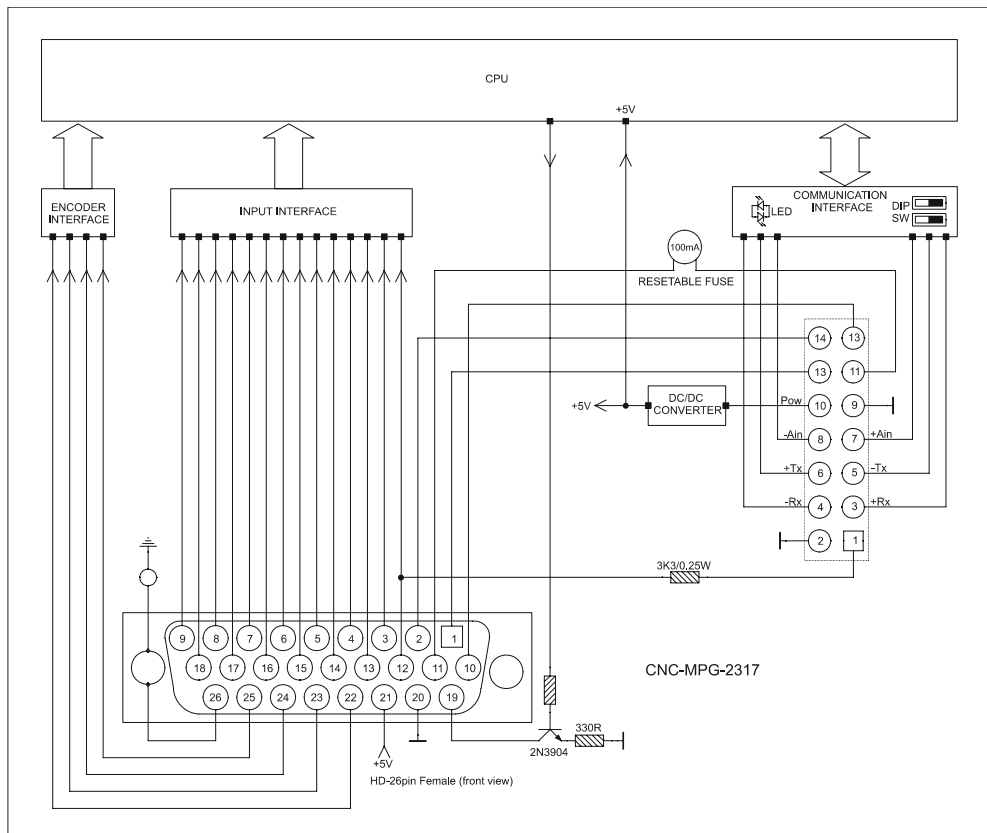 CPU
+5V
ENCODER
INTERFACE
INPUT INTERFACE
COMMUNICATION
INTERFACE
LED
DIP
SW
100mA
RESETABLE FUSE
14 13
13 11
+5V
DC/DC
CONVERTER
Pow 10 9
-Ain 8 7 +Ain
+Tx 6 5 -Tx
-Rx 4 3 +Rx
2 1
3K3/0.25W
9 8 7 6 5 4 3 2 1
18 17 16 15 14 13 12 11 10
26 25 24 23 22 21 20 19
CNC-MPG-2317
330R
2N3904
+5V
HD-26pin Female (front view)